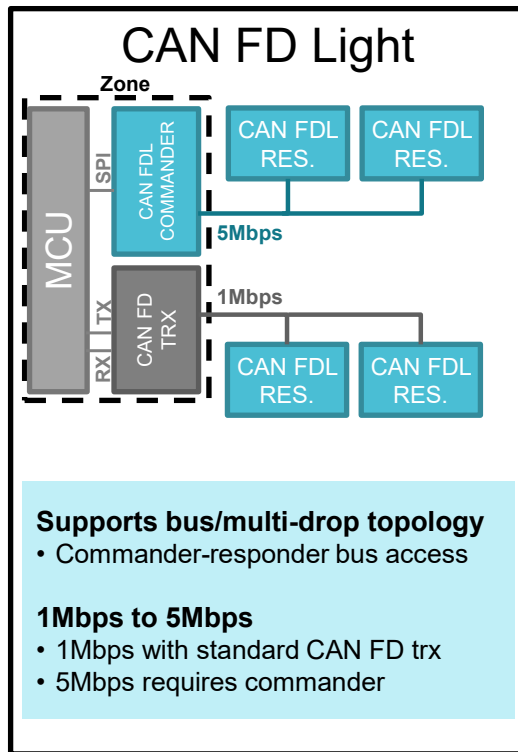 CAN FD Light
Zone
MCU
SPI
CAN FDL
COMMANDER
CAN FDL
RES.
CAN FDL
RES.
5Mbps
TX
RX
CAN FD
TRX
1Mbps
CAN FDL
RES.
CAN FDL
RES.
Supports bus/multi-drop topology
• Commander-responder bus access
1Mbps to 5Mbps
• 1Mbps with standard CAN FD trx
• 5Mbps requires commander